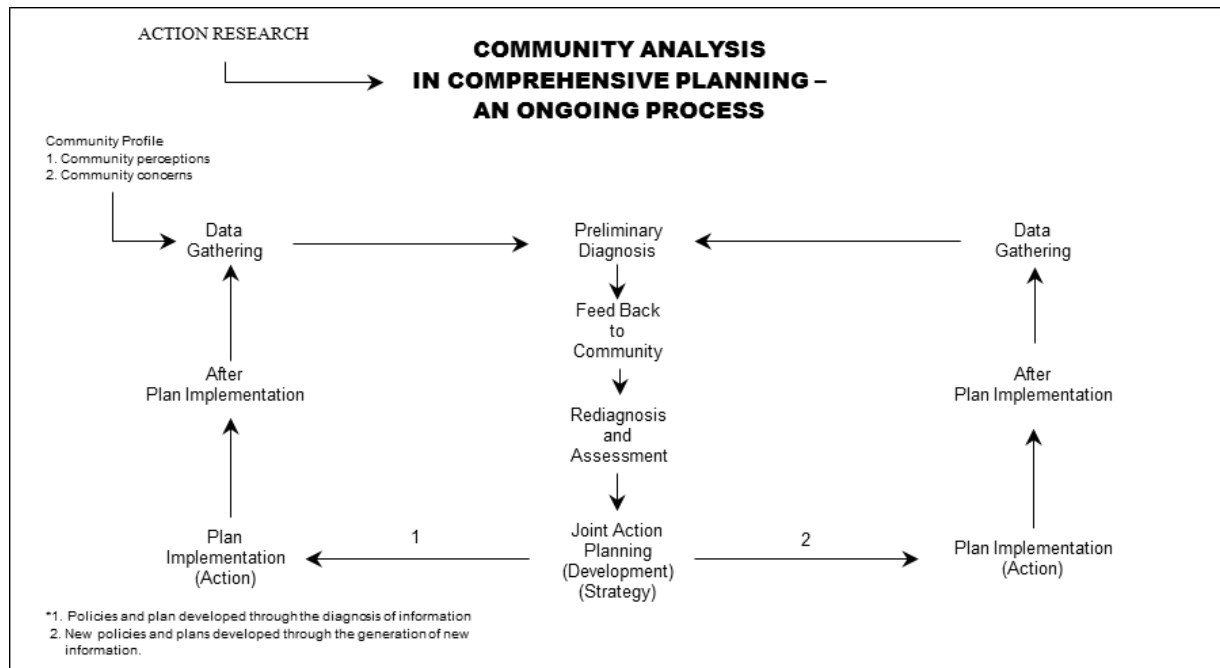 ACTION RESEARCH
COMMUNITY ANALYSIS
IN COMPREHENSIVE PLANNING –
AN ONGOING PROCESS
Community Profile
1. Community perceptions
2. Community concerns
Data
Gathering
Preliminary
Diagnosis
Data
Gathering
Feed Back
to
Community
After
Plan Implementation
After
Plan Implementation
Rediagnosis
and
Assessment
Plan
Implementation
(Action)
1
Joint Action
Planning
(Development)
(Strategy)
2
Plan Implementation
(Action)
*1. Policies and plan developed through the diagnosis of information
2. New policies and plans developed through the generation of new
information.